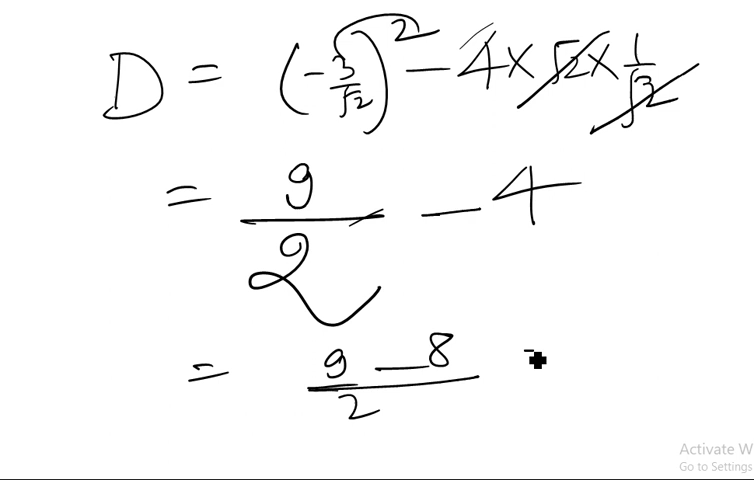 D = (-3/√2)² - 4 × √2 × 1/√2
= 9/2 - 4
= 9 - 8/2
Activate W
Go to Settings